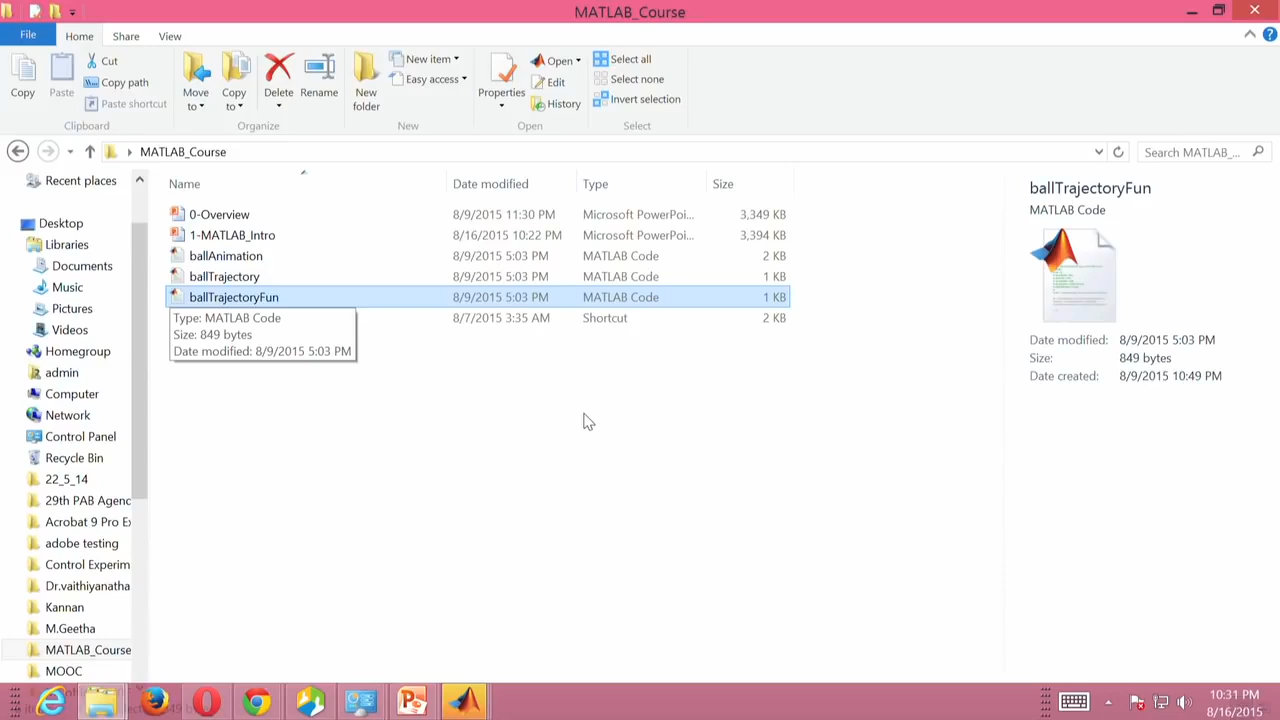 MATLAB_Course
File Home Share View
Copy
Paste
Cut
Copy path
Paste shortcut
Clipboard
Move to
Copy to
Delete
Rename
Organize
New folder
New item
Easy access
New
Properties
Open
Edit
History
Open
Select all
Select none
Invert selection
Select
MATLAB_Course
Search MATLAB_...
Recent places
Desktop
Libraries
Documents
Music
Pictures
Videos
Homegroup
admin
Computer
Network
Control Panel
Recycle Bin
22_5_14
29th PAB Agenc
Acrobat 9 Pro Ex
adobe testing
Control Experim
Dr.vaithiyanatha
Kannan
M.Geetha
MATLAB_Course
MOOC
Name Date modified Type Size
0-Overview 8/9/2015 11:30 PM Microsoft PowerPoi... 3,349 KB
1-MATLAB_Intro 8/16/2015 10:22 PM Microsoft PowerPoi... 3,394 KB
ballAnimation 8/9/2015 5:03 PM MATLAB Code 2 KB
ballTrajectory 8/9/2015 5:03 PM MATLAB Code 1 KB
ballTrajectoryFun 8/9/2015 5:03 PM MATLAB Code 1 KB
8/7/2015 3:35 AM Shortcut 2 KB
Type: MATLAB Code
Size: 849 bytes
Date modified: 8/9/2015 5:03 PM
ballTrajectoryFun
MATLAB Code
Date modified: 8/9/2015 5:03 PM
Size: 849 bytes
Date created: 8/9/2015 10:49 PM
10:31 PM
8/16/2015